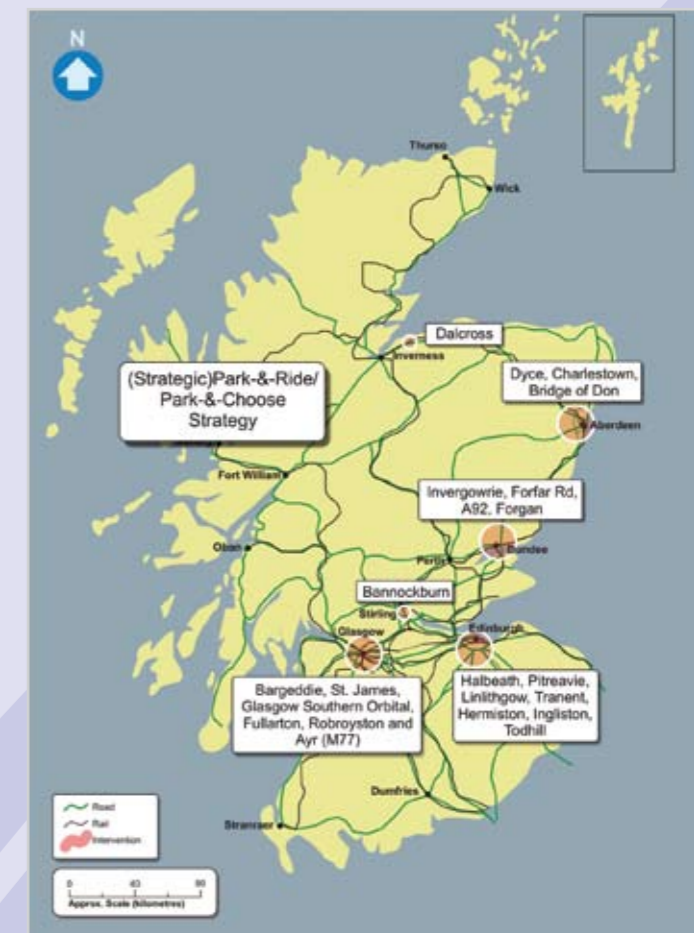 N
Thurso
Wick
Dalcross
Inverness
(Strategic)Park-&-Ride/
Park-&-Choose
Strategy
Dyce, Charlestown,
Bridge of Don
Aberdeen
Fort William
Invergowrie, Forfar Rd,
A92, Forgan
Oban
Dundee
Perth
Bannockburn
Stirling
Glasgow
Edinburgh
Bargeddie, St. James,
Glasgow Southern Orbital,
Fullarton, Robroyston and
Ayr (M77)
Halbeath, Pitreavie,
Linlithgow, Tranent,
Hermiston, Ingliston,
Todhill
Dumfries
Stranraer
Road
Rail
Intervention
0 40 80
Approx. Scale (kilometres)